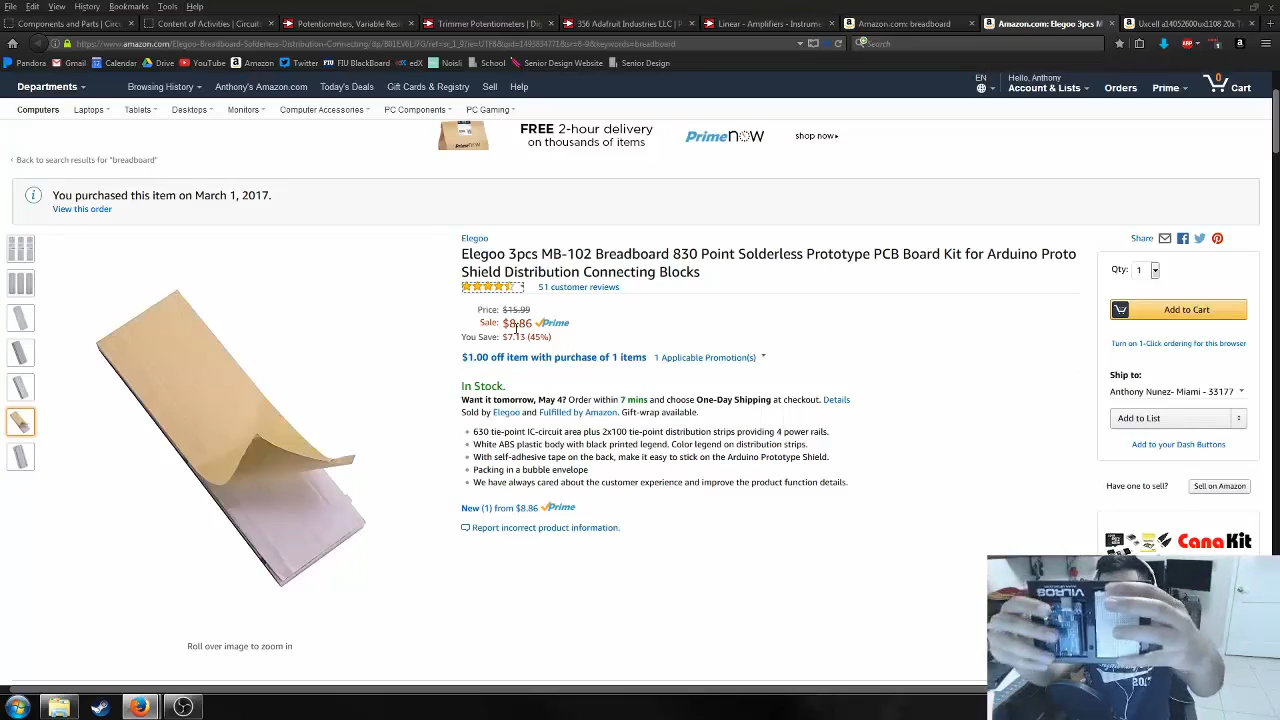 File Edit View History Bookmarks Tools Help
Components and Parts | Circu...
Content of Activities | Circuit...
Potentiometers, Variable Resi...
Trimmer Potentiometers | De...
356 Adafruit Industries LLC | P...
Linear - Amplifiers - Instrume...
Amazon.com: breadboard
Amazon.com: Elegoo 3pcs M...
Uxcell a14052600ux1108 20x 1...
Search
Pandora Gmail Calendar Drive YouTube Amazon Twitter FIU BlackBoard edX Noisli School Senior Design Website Senior Design
Departments Browsing History Anthony's Amazon.com Today's Deals Gift Cards & Registry Sell Help
EN
Hello, Anthony
Account & Lists Orders Prime 0 Cart
Computers Laptops Tablets Desktops Monitors Computer Accessories PC Components PC Gaming
FREE 2-hour delivery
on thousands of items
Prime now
shop now
‹ Back to search results for "breadboard"
You purchased this item on March 1, 2017.
View this order
Elegoo
Share
Elegoo 3pcs MB-102 Breadboard 830 Point Solderless Prototype PCB Board Kit for Arduino Proto
Shield Distribution Connecting Blocks
51 customer reviews
Price: $15.99
Sale: $8.86 Prime
You Save: $7.13 (45%)
$1.00 off item with purchase of 1 items 1 Applicable Promotion(s)
In Stock.
Want it tomorrow, May 4? Order within 7 mins and choose One-Day Shipping at checkout. Details
Sold by Elegoo and Fulfilled by Amazon. Gift-wrap available.
630 tie-point IC-circuit area plus 2x100 tie-point distribution strips providing 4 power rails.
White ABS plastic body with black printed legend. Color legend on distribution strips.
With self-adhesive tape on the back, make it easy to stick on the Arduino Prototype Shield.
Packing in a bubble envelope
We have always cared about the customer experience and improve the product function details.
New (1) from $8.86 Prime
Report incorrect product information.
Roll over image to zoom in
Qty: 1
Add to Cart
Turn on 1-Click ordering for this browser
Ship to:
Anthony Nunez- Miami - 33177
Add to List
Add to your Dash Buttons
Have one to sell? Sell on Amazon
CanaKit
VILROS